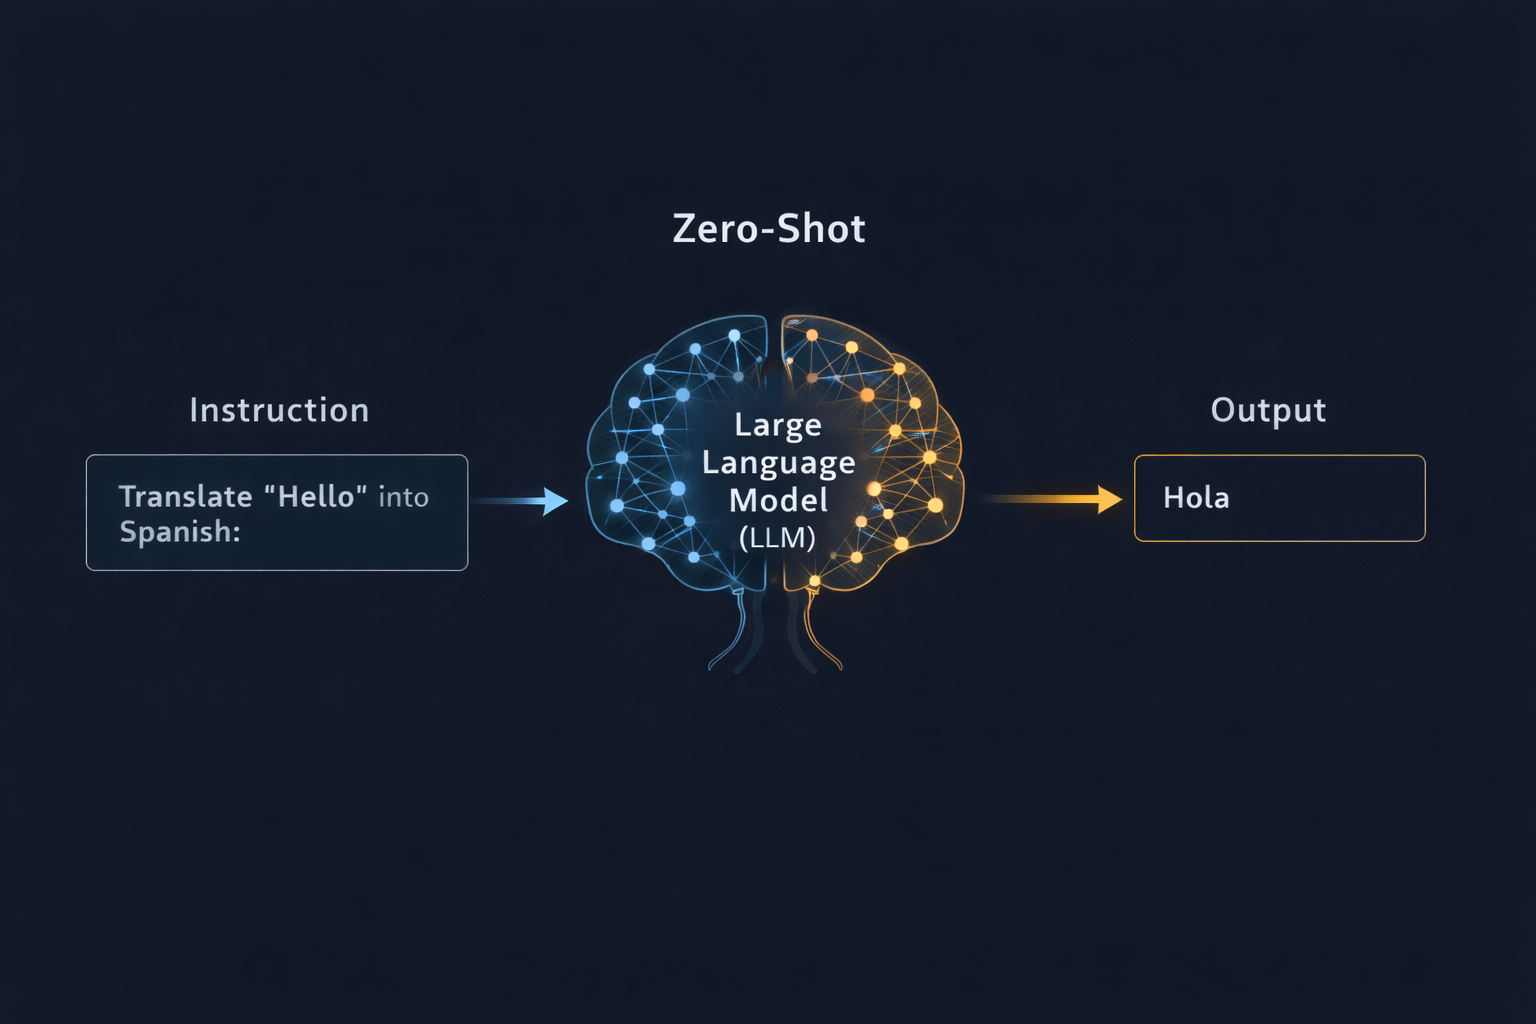 Zero-Shot
Instruction
Translate “Hello” into
Spanish:
Large
Language
Model
(LLM)
Output
Hola